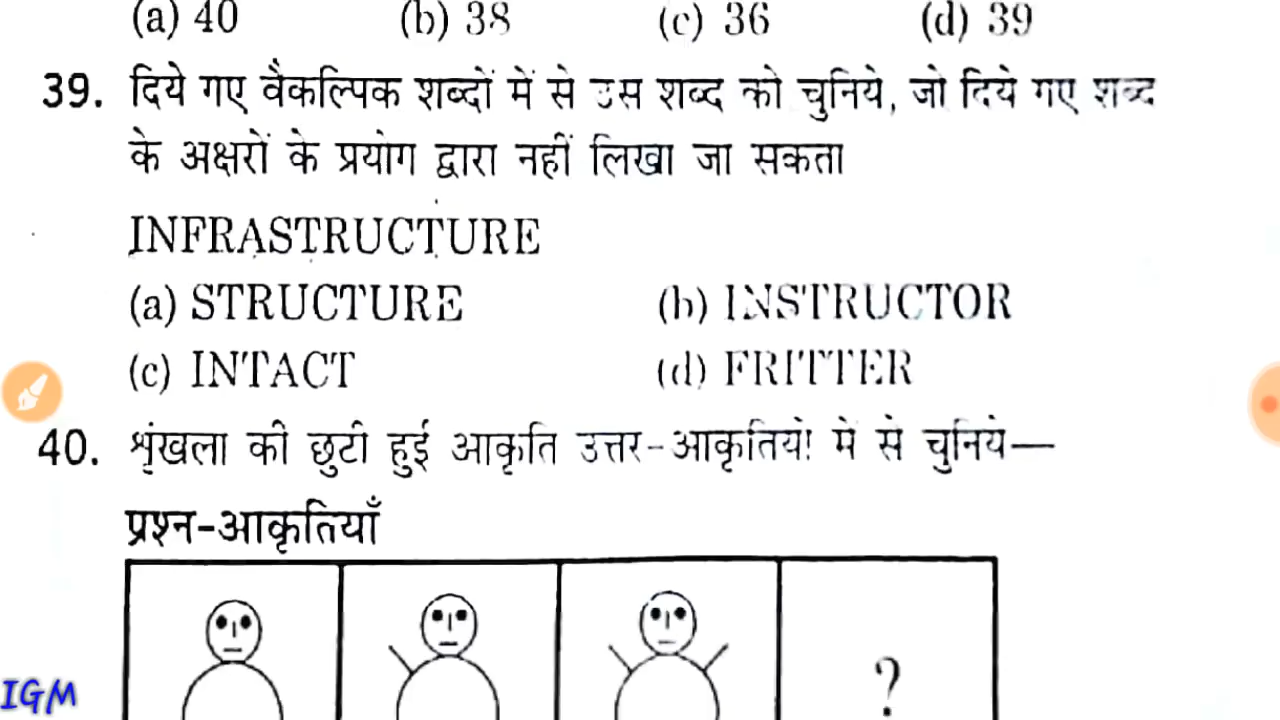 (a) 40 (b) 38 (c) 36 (d) 39
39. दिये गए वैकल्पिक शब्दों में से उस शब्द को चुनिये, जो दिये गए शब्द
के अक्षरों के प्रयोग द्वारा नहीं लिखा जा सकता
INFRASTRUCTURE
(a) STRUCTURE (b) INSTRUCTOR
(c) INTACT (d) FRITTER
40. शृंखला की छुटी हुई आकृति उत्तर-आकृतियों में से चुनिये—
प्रश्न-आकृतियाँ
?
IGM